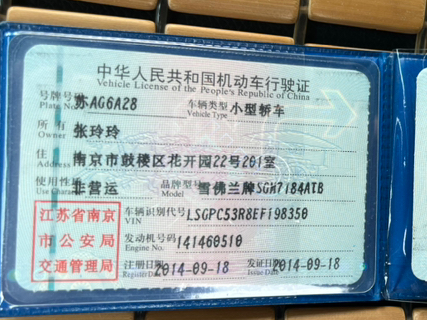 中华人民共和国机动车行驶证
Vehicle License of the People's Republic of China
号牌号码 苏AG6A28 车辆类型 小型轿车
Plate No. Vehicle Type
所有人 张玲玲
Owner
住址 南京市鼓楼区花开园22号201室
Address
使用性质 非营运 品牌型号 雪佛兰牌SGM7184ATB
Use Character Model
江苏省南京 车辆识别代号 LSGPC53R8EF198350
VIN
市公安局 发动机号码 141460510
Engine No.
交通管理局 注册日期 2014-09-18 发证日期 2014-09-18
Register Date Issue Date